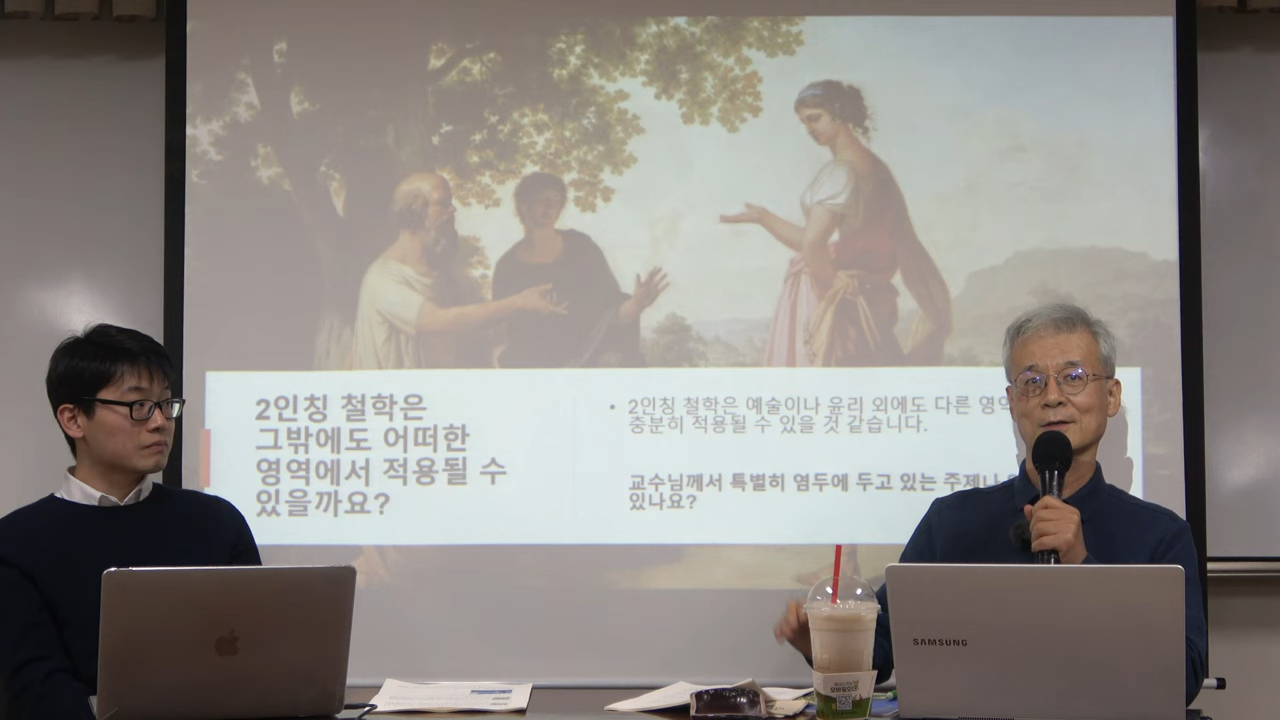 2인칭 철학은
그밖에도 어떠한
영역에서 적용될 수
있을까요?
• 2인칭 철학은 예술이나 윤리 외에도 다른 영역
중분히 적용될 수 있을 것 같습니다.
교수님께서 특별히 염두에 두고 있는 주제나
있나요?
SAMSUNG